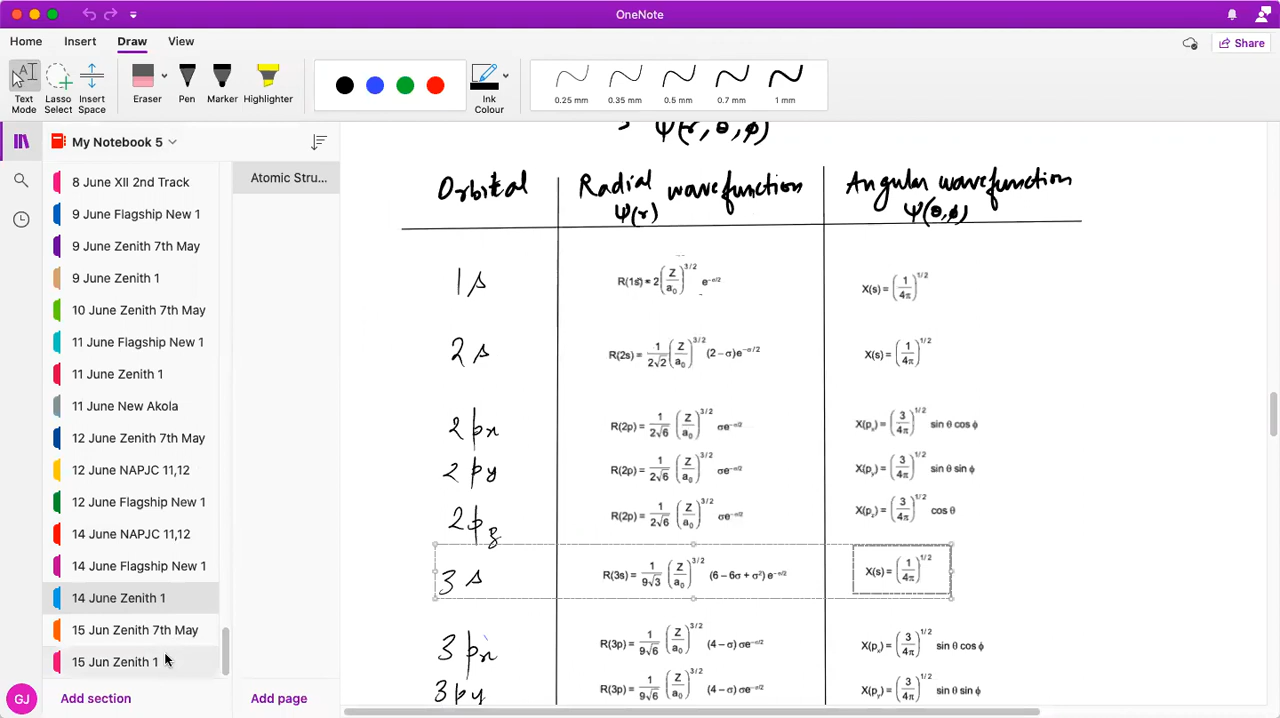 OneNote
Home Insert Draw View
Share
Text Mode
Lasso Select
Insert Space
Eraser
Pen
Marker
Highlighter
Ink Colour
0.25 mm 0.35 mm 0.5 mm 0.7 mm 1 mm
My Notebook 5
8 June XII 2nd Track
9 June Flagship New 1
9 June Zenith 7th May
9 June Zenith 1
10 June Zenith 7th May
11 June Flagship New 1
11 June Zenith 1
11 June New Akola
12 June Zenith 7th May
12 June NAPJC 11,12
12 June Flagship New 1
14 June NAPJC 11,12
14 June Flagship New 1
14 June Zenith 1
15 Jun Zenith 7th May
15 Jun Zenith 1
GJ
Add section
Atomic Stru...
Add page
ψ(r, θ, φ)
Orbital Radial wavefunction Angular wavefunction
ψ(r) ψ(θ,φ)
1s R(1s) = 2(Z/a₀)^3/2 e^-σ/2 X(s) = (1/4π)^1/2
2s R(2s) = 1/2√2 (Z/a₀)^3/2 (2–σ)e^–σ/2 X(s) = (1/4π)^1/2
2px R(2p) = 1/2√6 (Z/a₀)^3/2 σe^–σ/2 X(pₓ) = (3/4π)^1/2 sin θ cos ϕ
2py R(2p) = 1/2√6 (Z/a₀)^3/2 σe^–σ/2 X(pᵧ) = (3/4π)^1/2 sin θ sin ϕ
2pz R(2p) = 1/2√6 (Z/a₀)^3/2 σe^–σ/2 X(p_z) = (3/4π)^1/2 cos θ
3s R(3s) = 1/9√3 (Z/a₀)^3/2 (6 – 6σ + σ²) e^–σ/2 X(s) = (1/4π)^1/2
3px R(3p) = 1/9√6 (Z/a₀)^3/2 (4 – σ) σe^–σ/2 X(pₓ) = (3/4π)^1/2 sin θ cos ϕ
3py R(3p) = 1/9√6 (Z/a₀)^3/2 (4 – σ) σe^–σ/2 X(pᵧ) = (3/4π)^1/2 sin θ sin ϕ